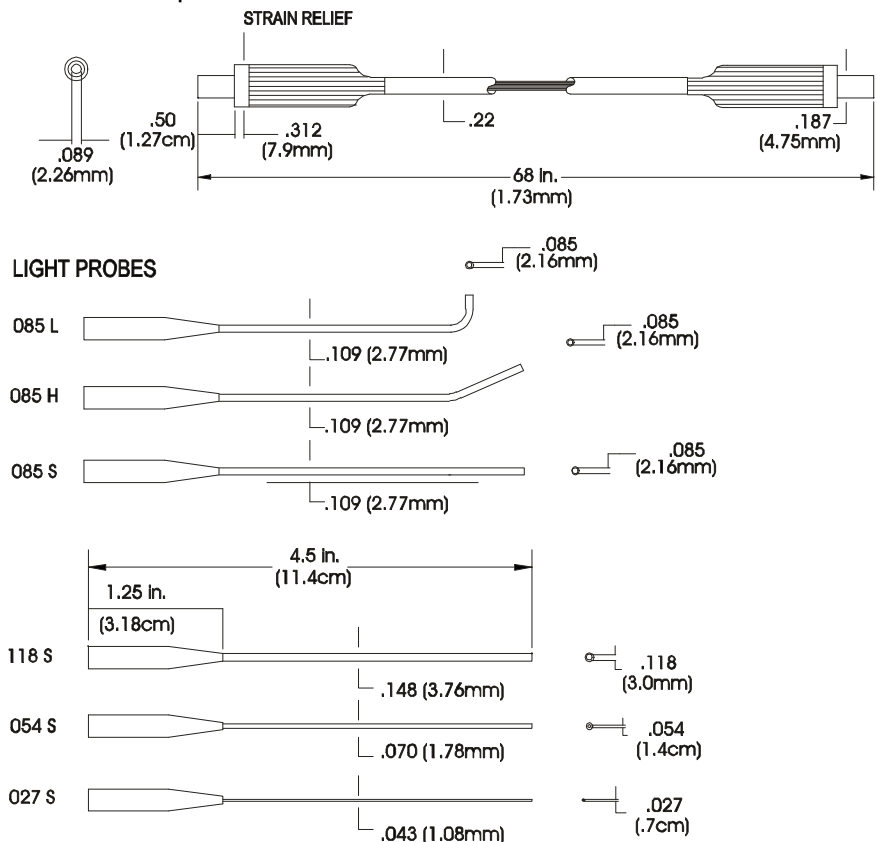 STRAIN RELIEF
.50
(1.27cm)
.312
(7.9mm)
.22
.187
(4.75mm)
.089
(2.26mm)
68 in.
(1.73mm)
LIGHT PROBES
.085
(2.16mm)
085 L
.109 (2.77mm)
.085
(2.16mm)
085 H
.109 (2.77mm)
085 S
.085
(2.16mm)
.109 (2.77mm)
4.5 in.
(11.4cm)
1.25 in.
(3.18cm)
118 S
.148 (3.76mm)
.118
(3.0mm)
054 S
.070 (1.78mm)
.054
(1.4cm)
027 S
.043 (1.08mm)
.027
(.7cm)